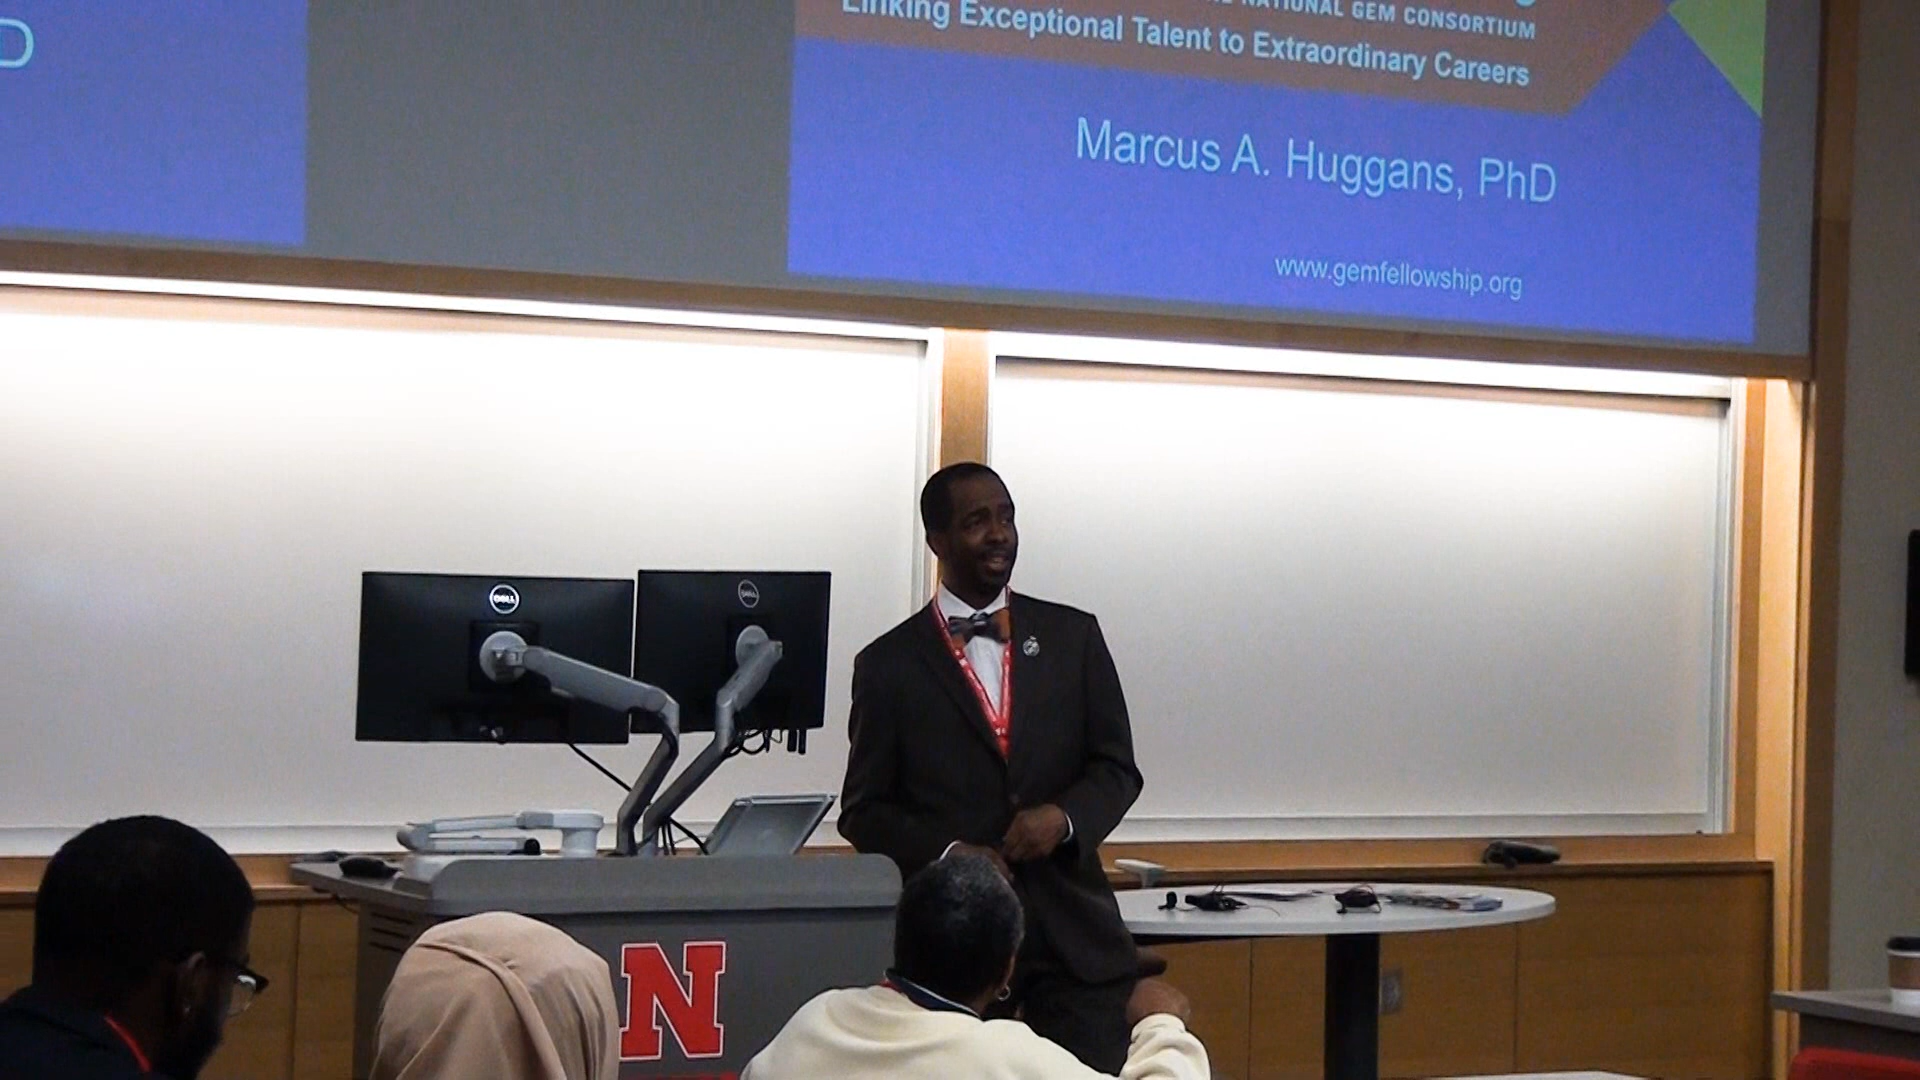 D
NATIONAL GEM CONSORTIUM
Linking Exceptional Talent to Extraordinary Careers
Marcus A. Huggans, PhD
www.gemfellowship.org
DELL
DELL
N